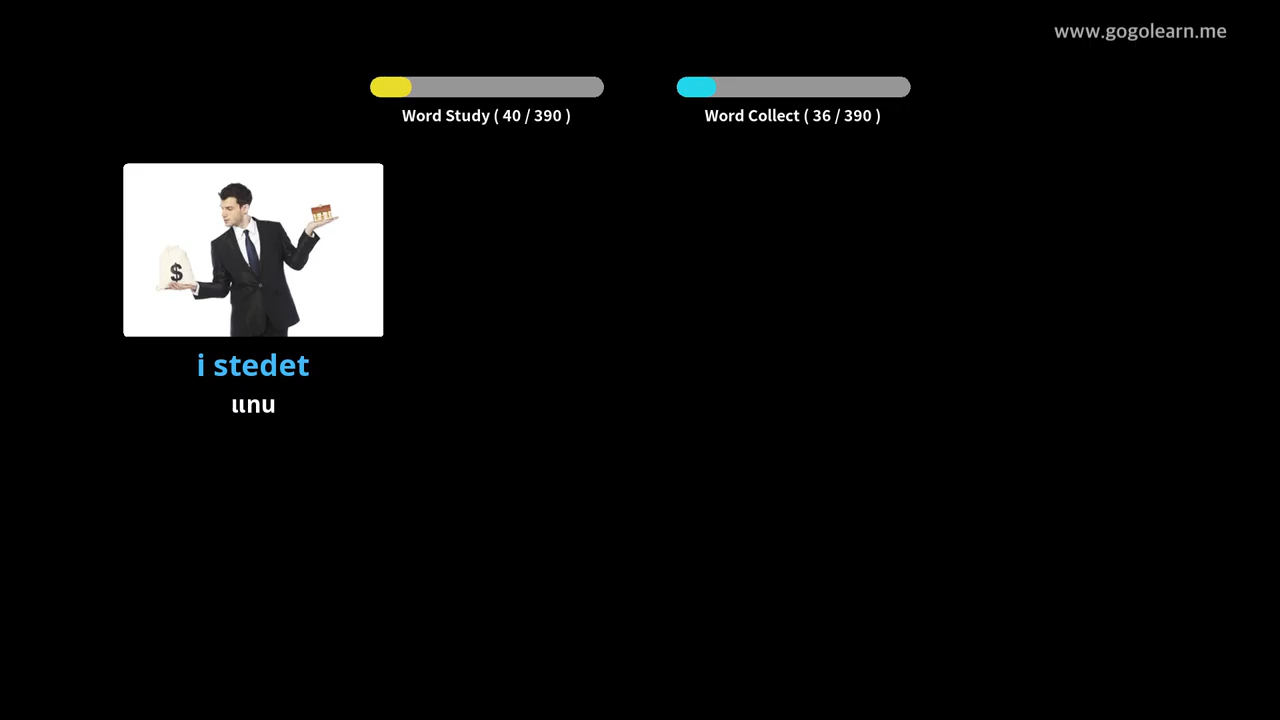 www.gogolearn.me
Word Study ( 40 / 390 )
Word Collect ( 36 / 390 )
$
i stedet
แทน